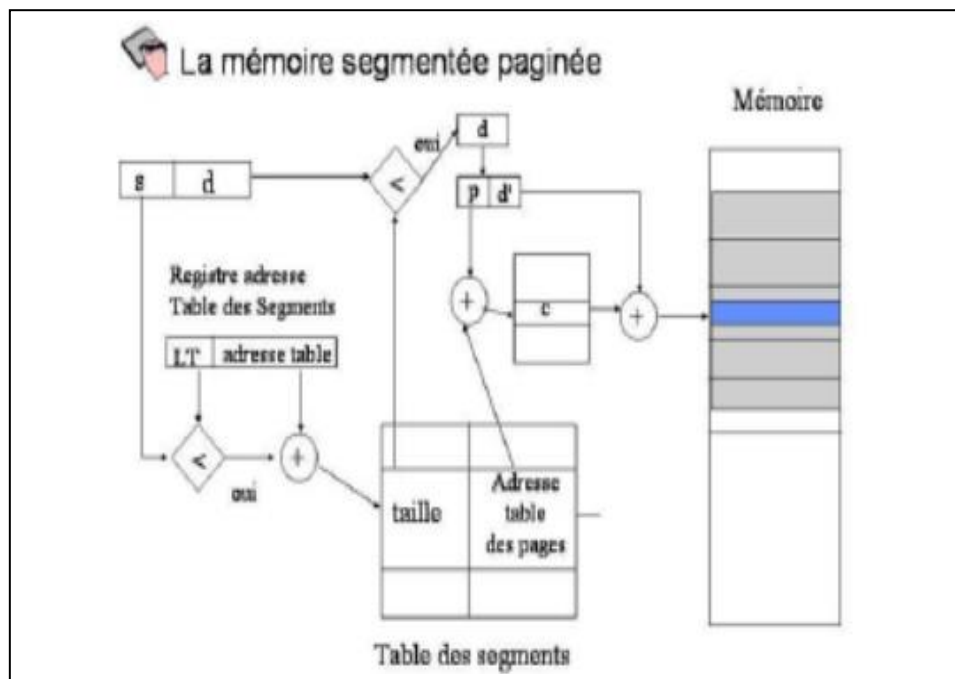 La mémoire segmentée paginée
Mémoire
d
oui
s d
<
p d'
Registre adresse
Table des Segments
+
c
+
LT adresse table
<
+
oui
taille
Adresse
table
des pages
Table des segments